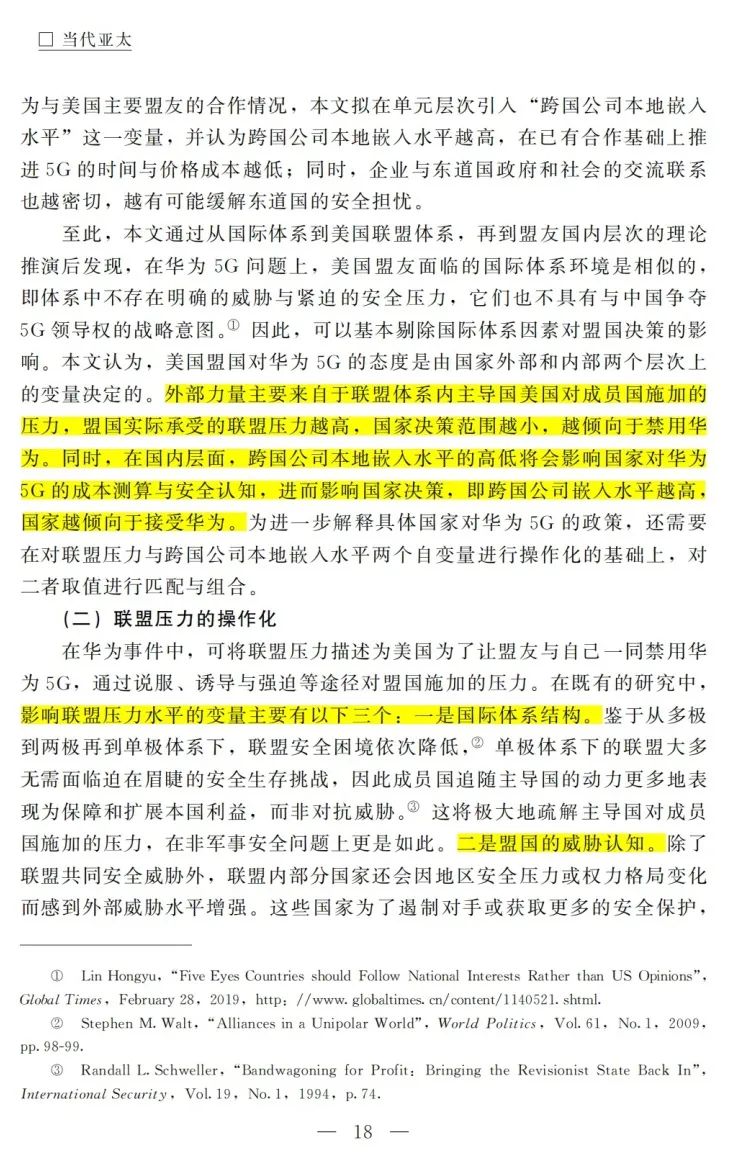 □ 当代亚太
为与美国主要盟友的合作情况，本文拟在单元层次引入“跨国公司本地嵌入
水平”这一变量，并认为跨国公司本地嵌入水平越高，在已有合作基础上推
进 5G 的时间与价格成本越低；同时，企业与东道国政府和社会的交流联系
也越密切，越有可能缓解东道国的安全担忧。
至此，本文通过从国际体系到美国联盟体系，再到盟友国内层次的理论
推演后发现，在华为 5G 问题上，美国盟友面临的国际体系环境是相似的，
即体系中不存在明确的威胁与紧迫的安全压力，它们也不具有与中国争夺
5G 领导权的战略意图。① 因此，可以基本剔除国际体系因素对盟国决策的影
响。本文认为，美国盟国对华为 5G 的态度是由国家外部和内部两个层次上
的变量决定的。外部力量主要来自于联盟体系内主导国美国对成员国施加的
压力，盟国实际承受的联盟压力越高，国家决策范围越小，越倾向于禁用华
为。同时，在国内层面，跨国公司本地嵌入水平的高低将会影响国家对华为
5G 的成本测算与安全认知，进而影响国家决策，即跨国公司嵌入水平越高，
国家越倾向于接受华为。为进一步解释具体国家对华为 5G 的政策，还需要
在对联盟压力与跨国公司本地嵌入水平两个自变量进行操作化的基础上，对
二者取值进行匹配与组合。
（二）联盟压力的操作化
在华为事件中，可将联盟压力描述为美国为了让盟友与自己一同禁用华
为 5G，通过说服、诱导与强迫等途径对盟国施加的压力。在既有的研究中，
影响联盟压力水平的变量主要有以下三个：一是国际体系结构。鉴于从多极
到两极再到单极体系下，联盟安全困境依次降低，② 单极体系下的联盟大多
无需面临迫在眉睫的安全生存挑战，因此成员国追随主导国的动力更多地表
现为保障和扩展本国利益，而非对抗威胁。③ 这将极大地疏解主导国对成员
国施加的压力，在非军事安全问题上更是如此。二是盟国的威胁认知。除了
联盟共同安全威胁外，联盟内部分国家还会因地区安全压力或权力格局变化
而感到外部威胁水平增强。这些国家为了遏制对手或获取更多的安全保护，
① Lin Hongyu，“Five Eyes Countries should Follow National Interests Rather than US Opinions”，
Global Times，February 28，2019，http：//www. globaltimes. cn/content/1140521. shtml.
② Stephen M. Walt，“Alliances in a Unipolar World”，World Politics，Vol. 61，No. 1，2009，
pp. 98-99.
③ Randall L. Schweller，“Bandwagoning for Profit：Bringing the Revisionist State Back In”，
International Security，Vol. 19，No. 1，1994，p. 74.
— 18 —